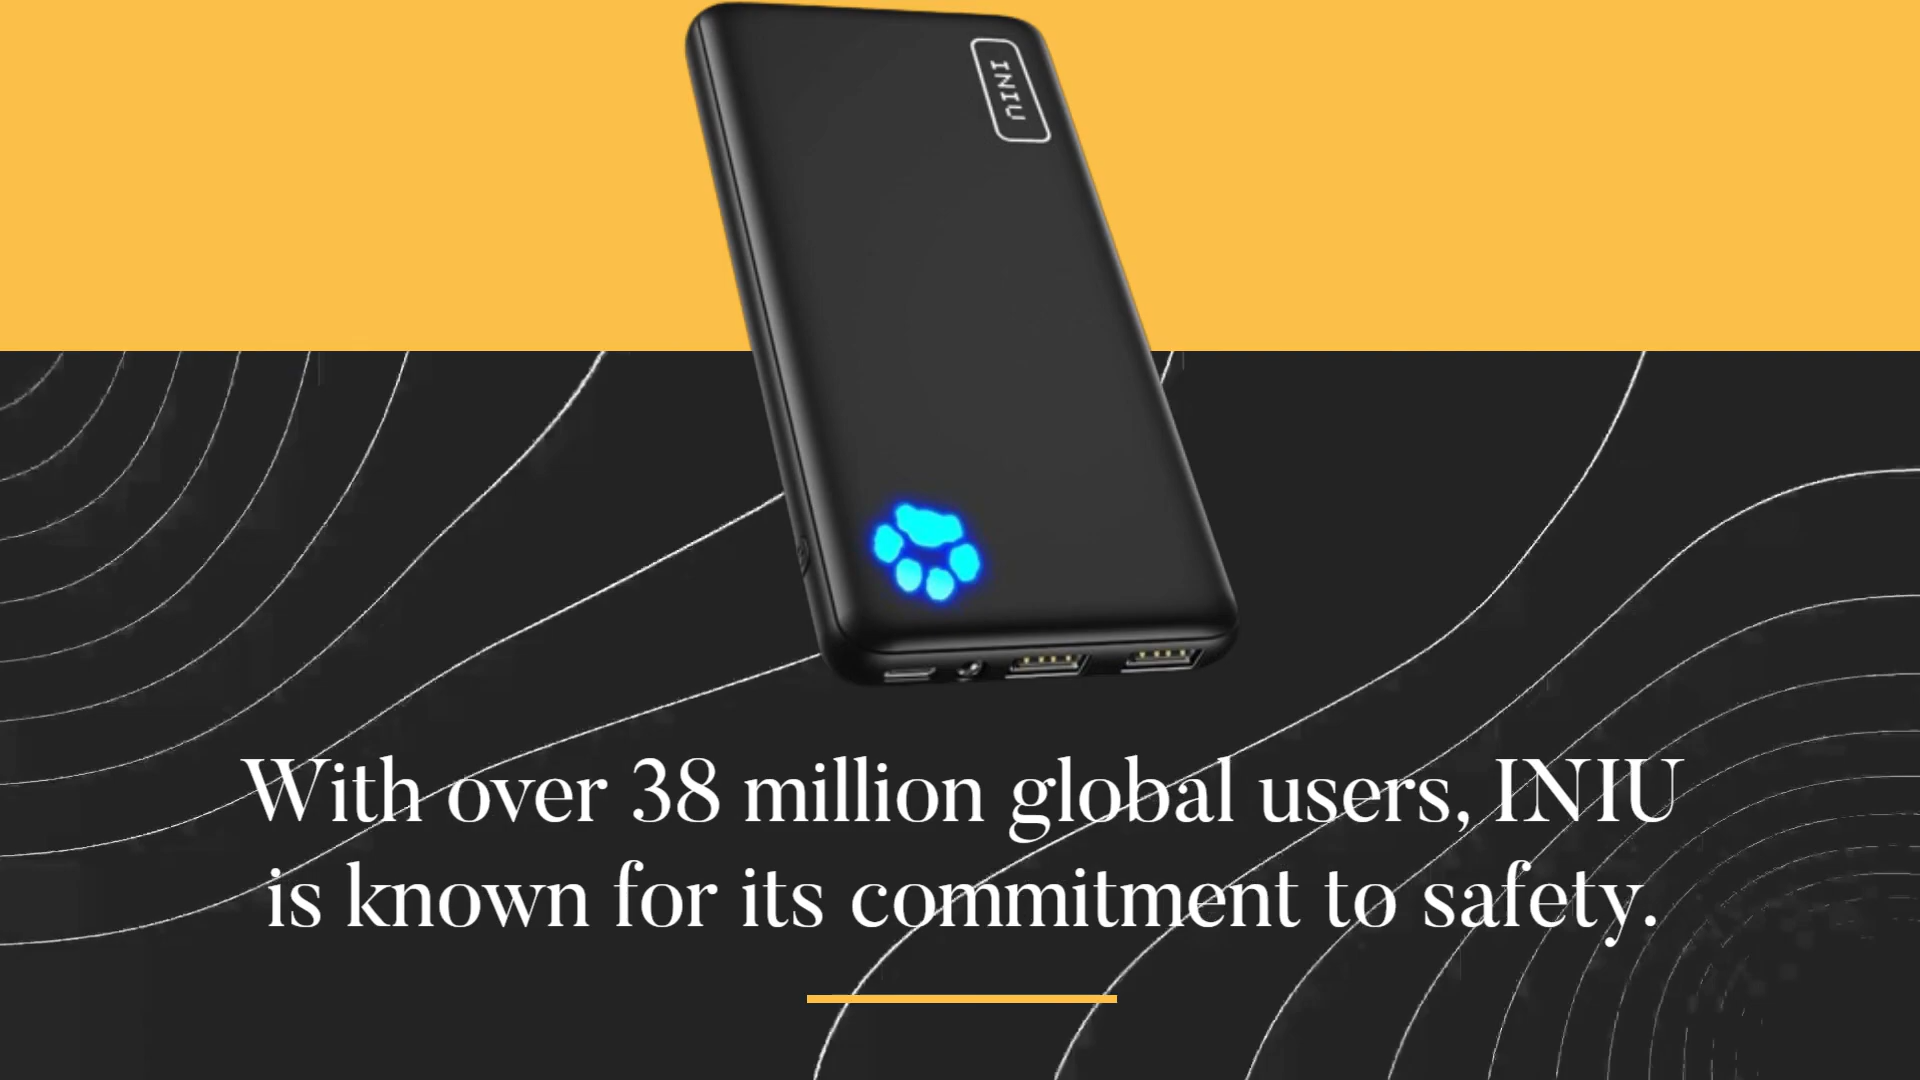 INIU
With over 38 million global users, INIU
is known for its commitment to safety.